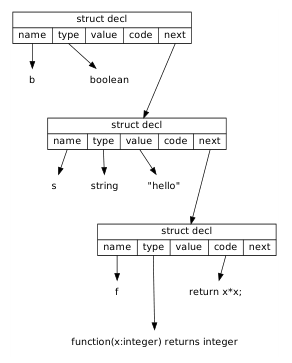 struct decl
name type value code next
b boolean
struct decl
name type value code next
s string "hello"
struct decl
name type value code next
f return x*x;
function(x:integer) returns integer